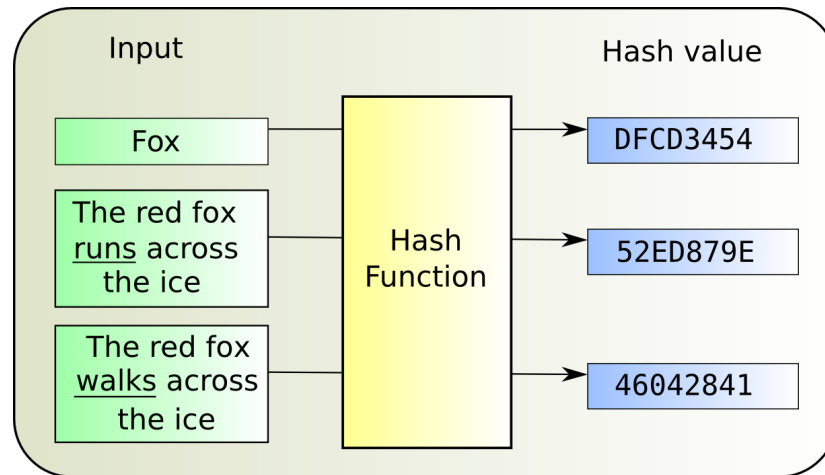 Input
Hash value
Fox
DFCD3454
The red fox
runs across
the ice
Hash
Function
52ED879E
The red fox
walks across
the ice
46042841